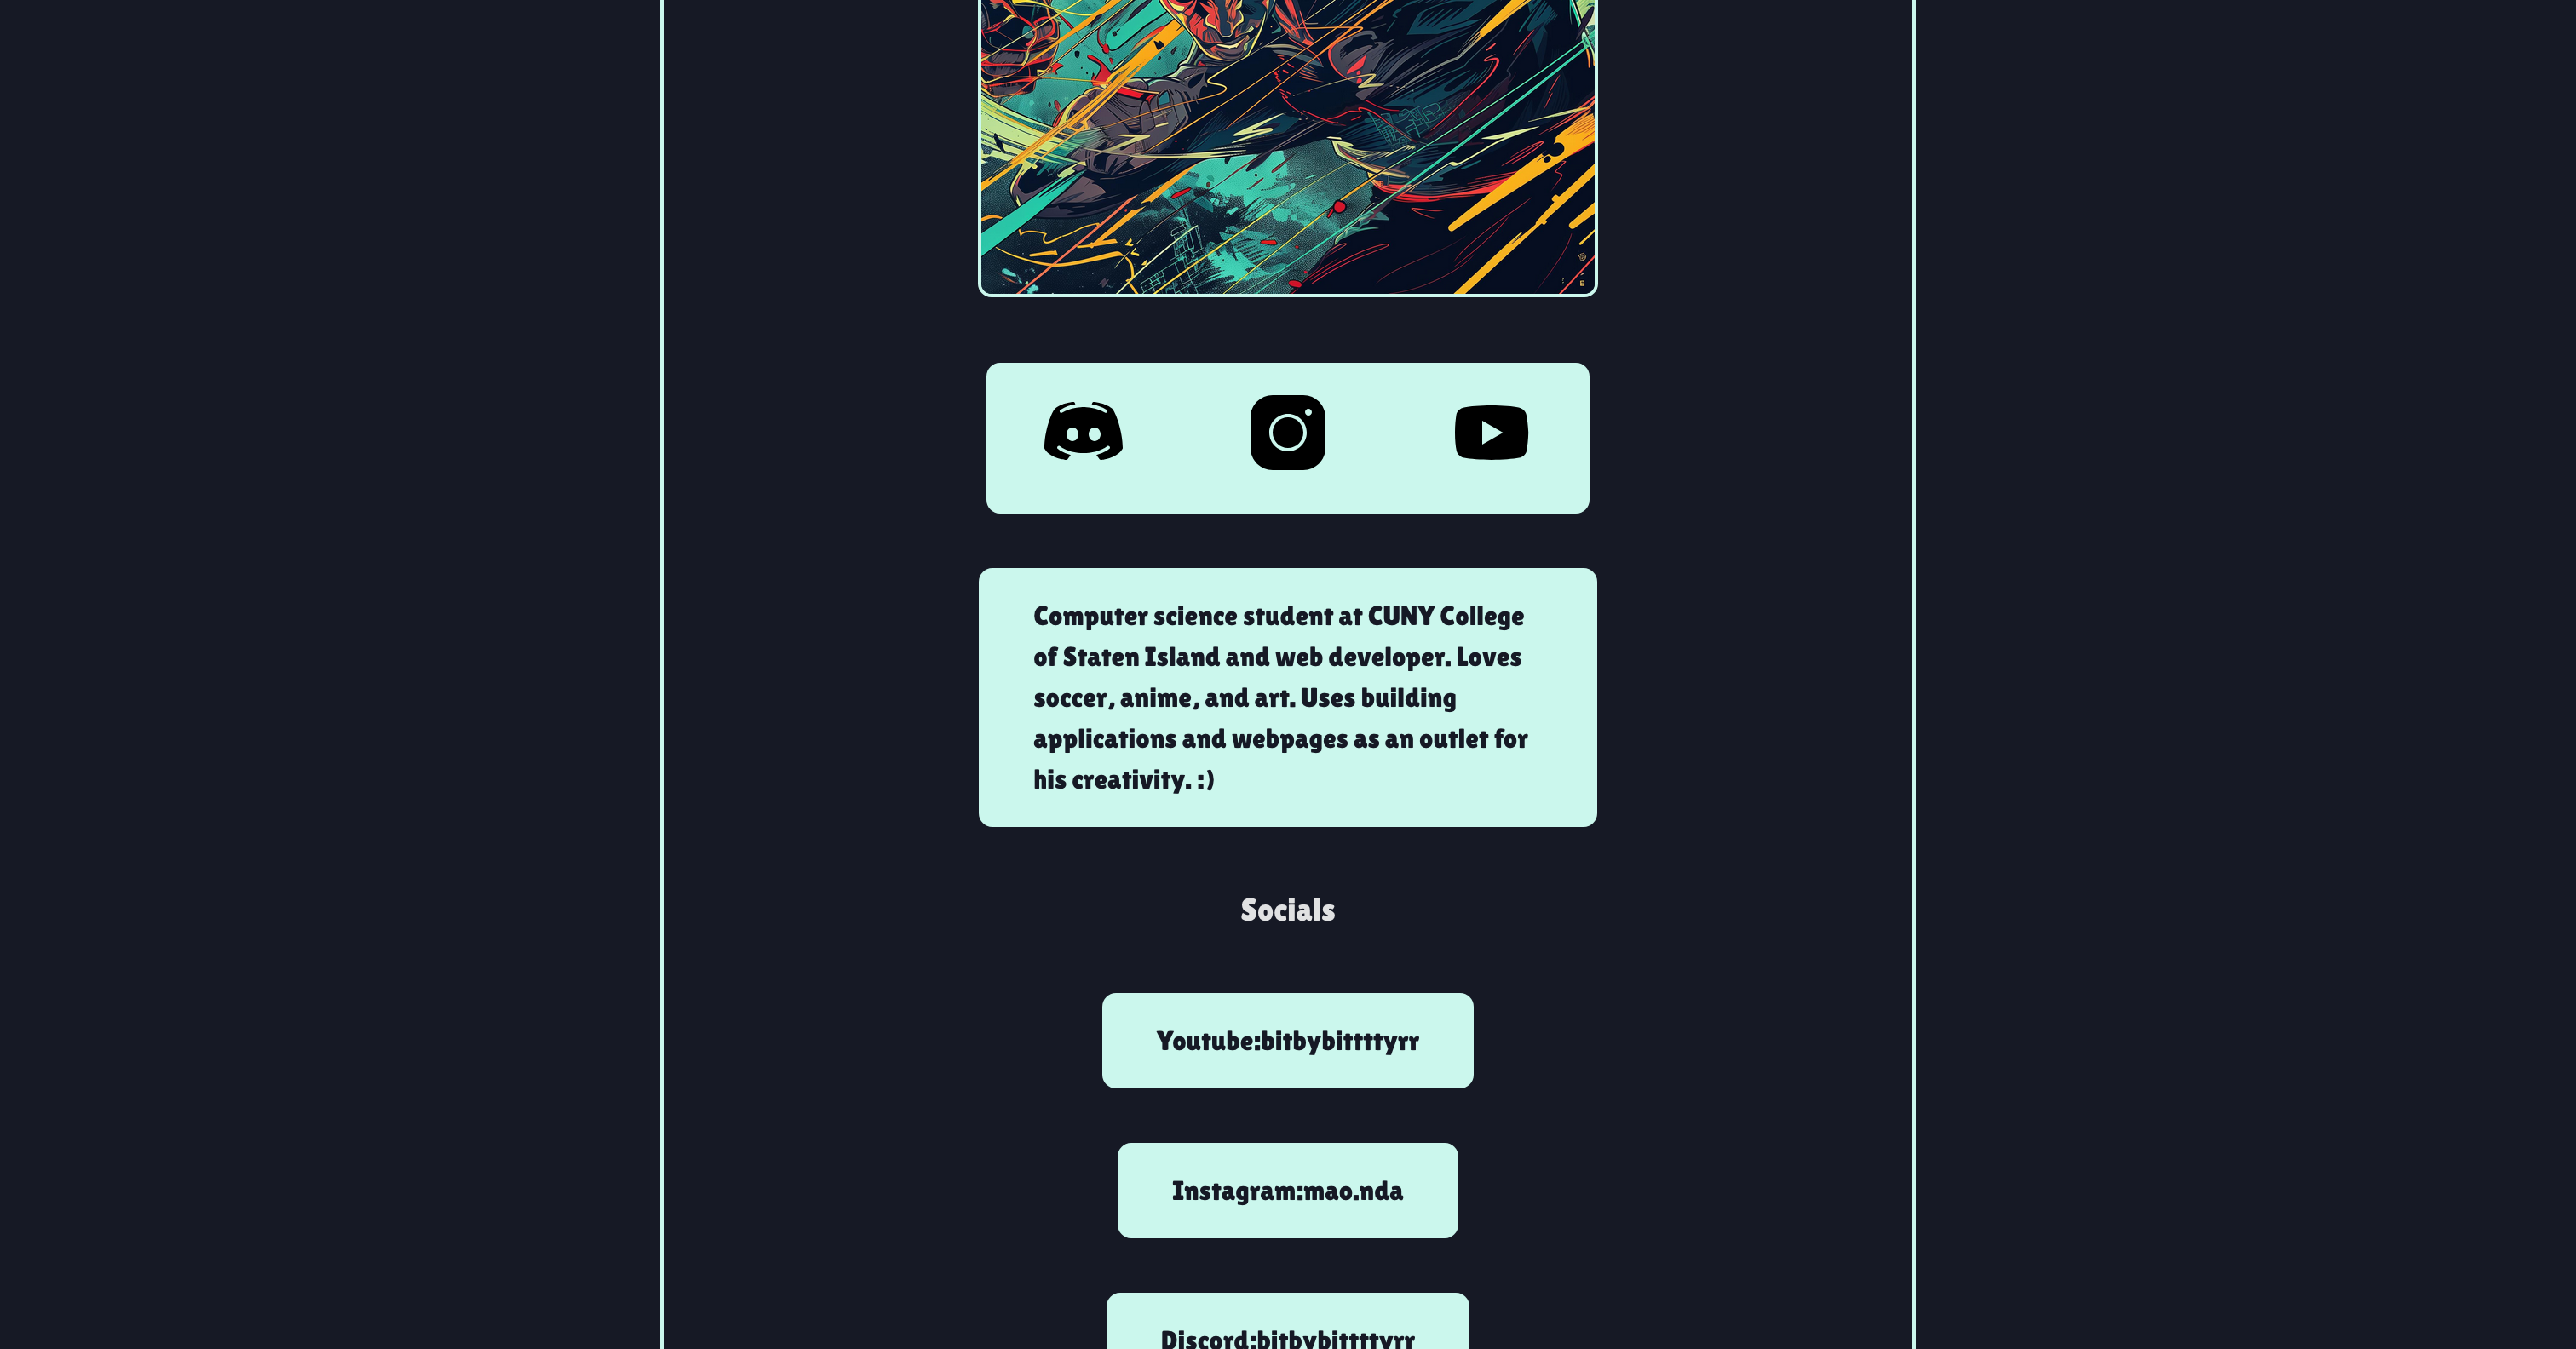 Computer science student at CUNY College
of Staten Island and web developer. Loves
soccer, anime, and art. Uses building
applications and webpages as an outlet for
his creativity. :)
Socials
Youtube:bitbybittttyrr
Instagram:mao.nda
Discord:bitbybittttyrr